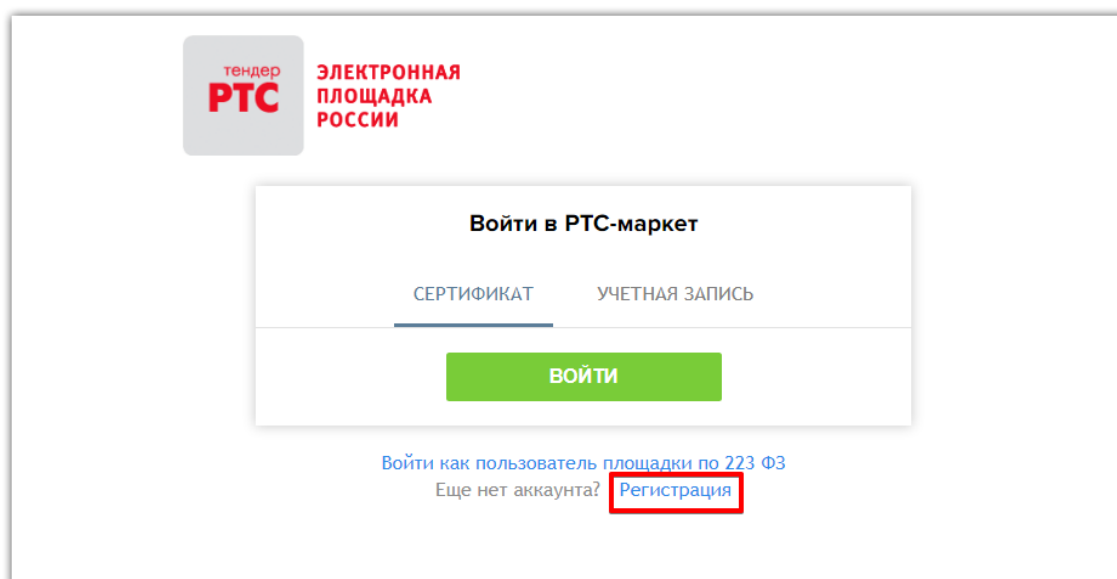 тендер
РТС
ЭЛЕКТРОННАЯ
ПЛОЩАДКА
РОССИИ
Войти в РТС-маркет
СЕРТИФИКАТ
УЧЕТНАЯ ЗАПИСЬ
ВОЙТИ
Войти как пользователь площадки по 223 ФЗ
Еще нет аккаунта? Регистрация